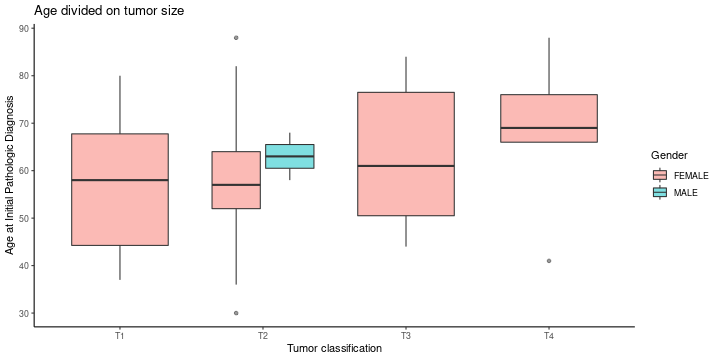 Age divided on tumor size
Age at Initial Pathologic Diagnosis
90
80
70
60
50
40
30
T1
T2
T3
T4
Tumor classification
Gender
FEMALE
MALE